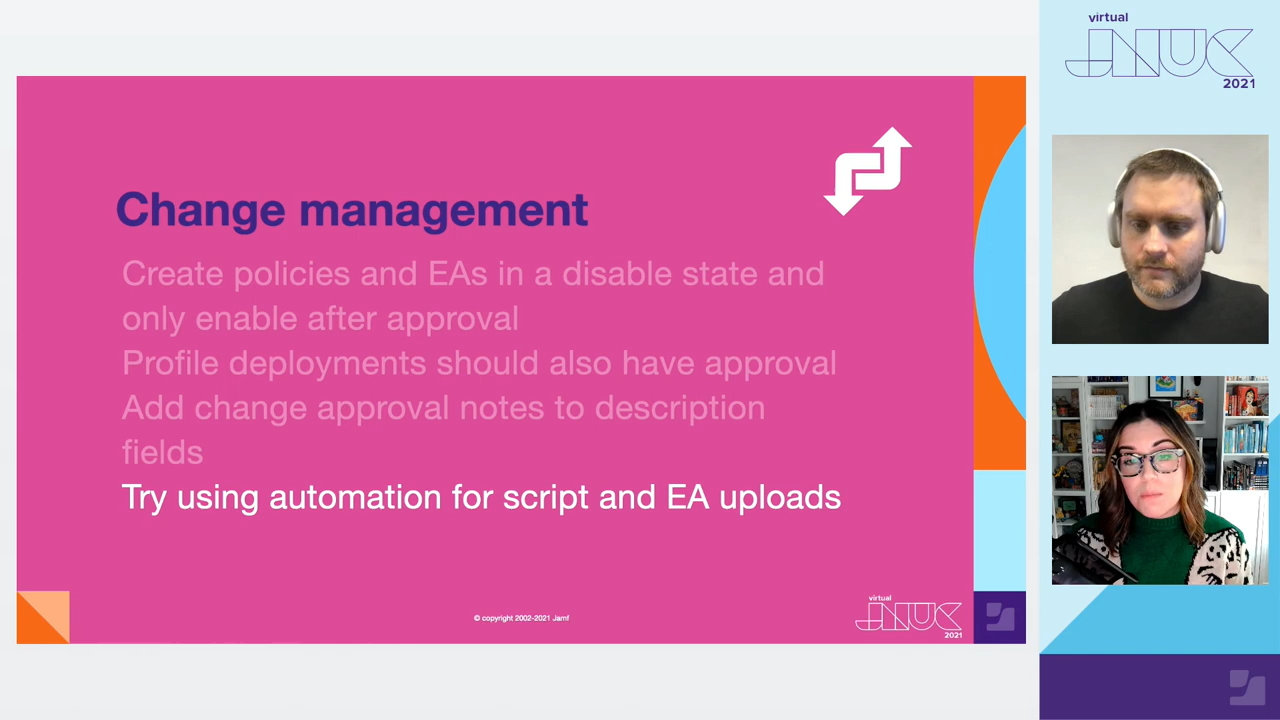 virtual
JNUC
2021
Change management
Create policies and EAs in a disable state and
only enable after approval
Profile deployments should also have approval
Add change approval notes to description
fields
Try using automation for script and EA uploads
© copyright 2002-2021 Jamf
virtual
JNUC
2021